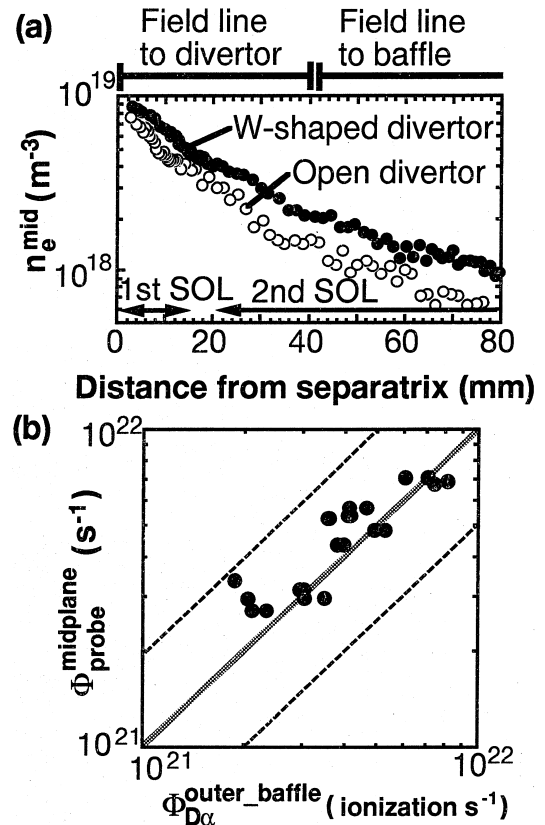 (a) Field line Field line
to divertor to baffle
10^19
W-shaped divertor
Open divertor
n_e^mid (m^-3)
10^18
1st SOL 2nd SOL
0 20 40 60 80
Distance from separatrix (mm)
(b)
10^22
Φ_probe^midplane (s^-1)
10^21
10^21 10^22
Φ_Dα^outer_baffle (ionization s^-1)